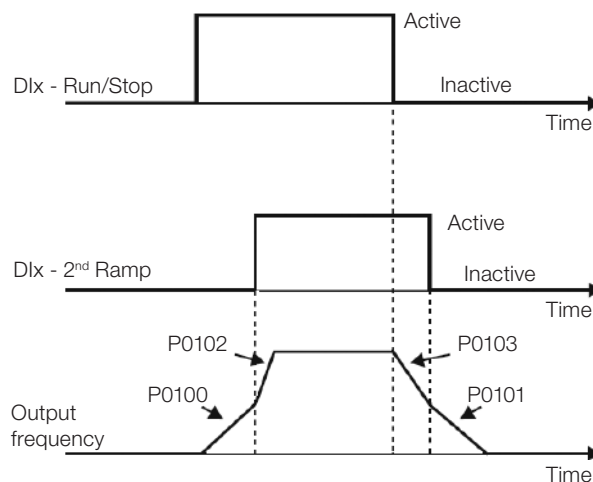 Active
DIx - Run/Stop
Inactive
Time
Active
DIx - 2nd Ramp
Inactive
Time
P0102
P0103
P0100
P0101
Output
frequency
Time